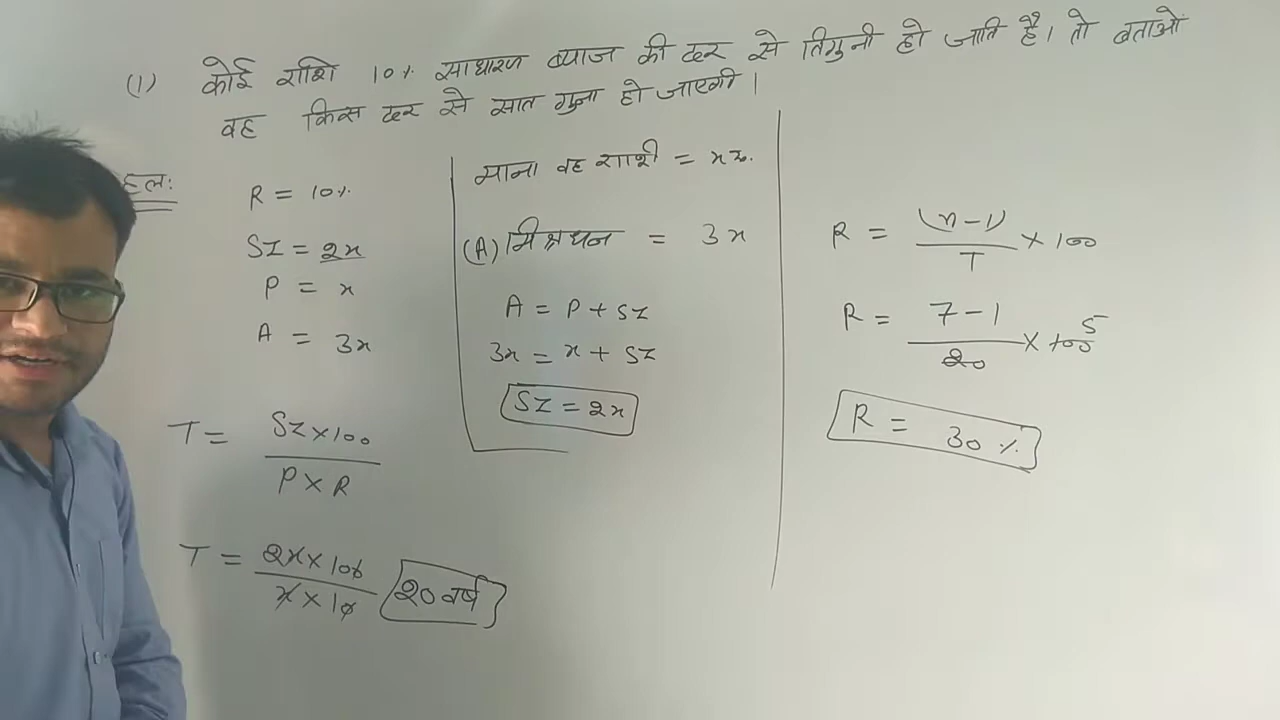 (1) कोई राशि 10% साधारण ब्याज की दर से तिगुनी हो जाति है। तो बताओ
वह किस दर से सात गुना हो जाएगी।
हल:
R = 10%
SI = 2x
P = x
A = 3x
T = SI × 100 / P × R
T = 2x × 100 / x × 10 20 वर्ष
माना वह राशी = x रु.
(A) मिश्रधन = 3x
A = P + SI
3x = x + SI
SI = 2x
R = (n-1) / T × 100
R = 7-1 / 20 × 100 5
R = 30%